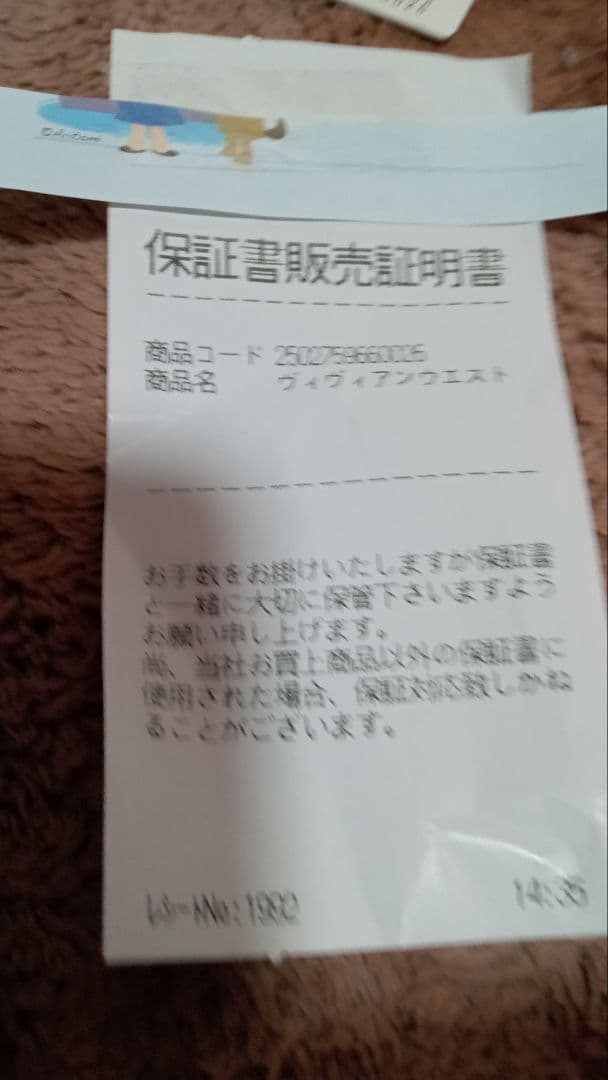 保証書販売証明書
商品コード 2502759660026
商品名 ヴィヴィアンウエスト
お手数をお掛けいたしますが保証書
と一緒に大切に保管下さいますよう
お願い申し上げます。
尚、当社お買上商品以外の保証書に
使用された場合、保証対応致しかね
ることがございます。
レシートNo:1992 14:35